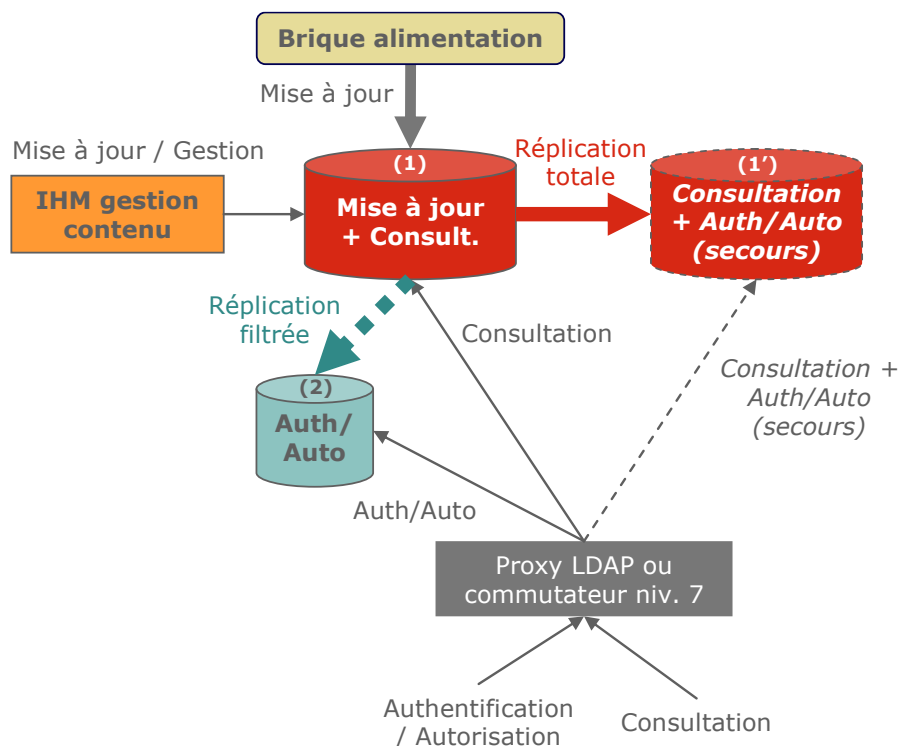 Brique alimentation
Mise à jour
Mise à jour / Gestion
IHM gestion
contenu
(1)
Mise à jour
+ Consult.
Réplication
totale
(1’)
Consultation
+ Auth/Auto
(secours)
Réplication
filtrée
Consultation
Consultation +
Auth/Auto
(secours)
(2)
Auth/
Auto
Auth/Auto
Proxy LDAP ou
commutateur niv. 7
Authentification
/ Autorisation
Consultation